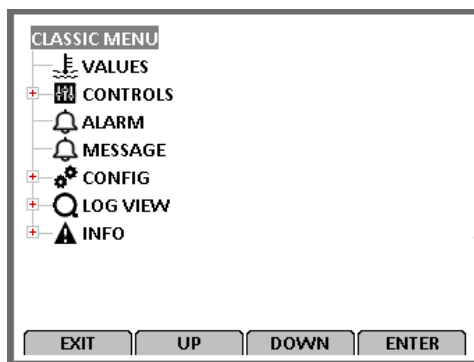 CLASSIC MENU
VALUES
CONTROLS
ALARM
MESSAGE
CONFIG
LOG VIEW
INFO
EXIT UP DOWN ENTER